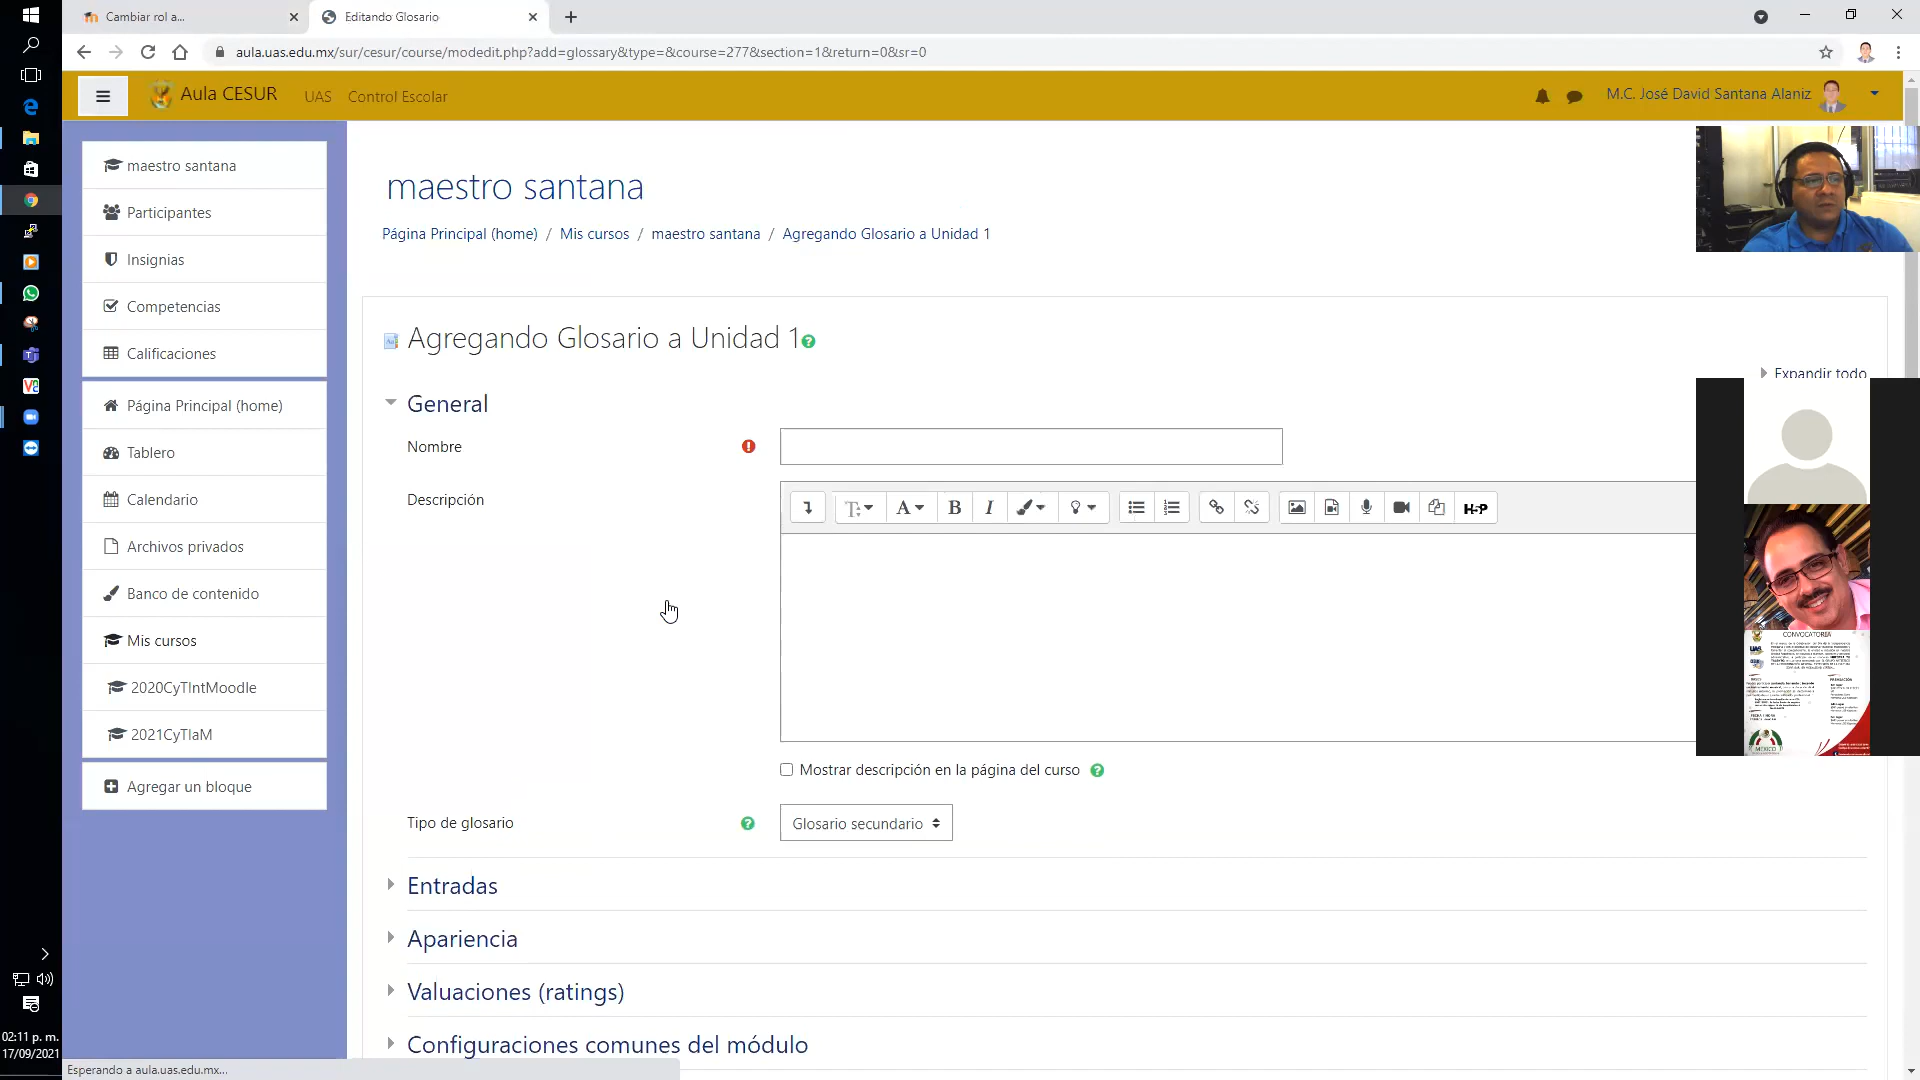 Cambiar rol a...
Editando Glosario
aula.uas.edu.mx/sur/cesur/course/modedit.php?add=glossary&type=&course=277&section=1&return=0&sr=0
Aula CESUR
UAS
Control Escolar
M.C. José David Santana Alaniz
maestro santana
Participantes
Insignias
Competencias
Calificaciones
Página Principal (home)
Tablero
Calendario
Archivos privados
Banco de contenido
Mis cursos
2020CyTIntMoodle
2021CyTIaM
Agregar un bloque
maestro santana
Página Principal (home) / Mis cursos / maestro santana / Agregando Glosario a Unidad 1
Agregando Glosario a Unidad 1
Expandir todo
General
Nombre
Descripción
H-P
Mostrar descripción en la página del curso
Tipo de glosario
Glosario secundario
Entradas
Apariencia
Valuaciones (ratings)
Configuraciones comunes del módulo
CONVOCATORIA
UAS
MEXICO
02:11 p. m.
17/09/2021
Esperando a aula.uas.edu.mx...